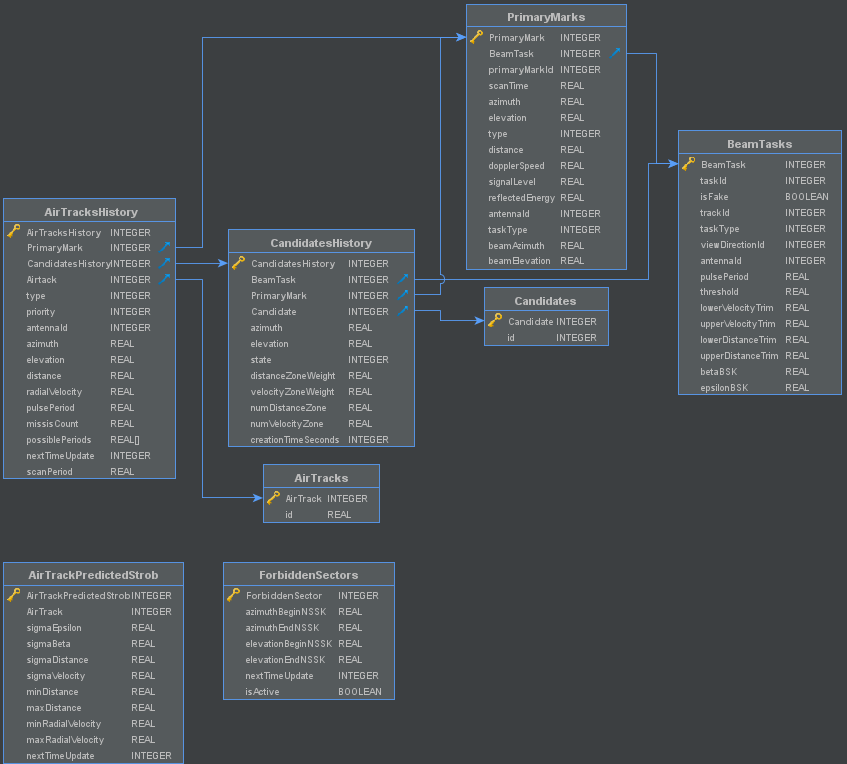 PrimaryMarks
PrimaryMark INTEGER
BeamTask INTEGER
primaryMarkId INTEGER
scanTime REAL
azimuth REAL
elevation REAL
type INTEGER
distance REAL
dopplerSpeed REAL
signalLevel REAL
reflectedEnergy REAL
antennaId INTEGER
taskType INTEGER
beamAzimuth REAL
beamElevation REAL
BeamTasks
BeamTask INTEGER
taskId INTEGER
isFake BOOLEAN
trackId INTEGER
taskType INTEGER
viewDirectionId INTEGER
antennaId INTEGER
pulsePeriod REAL
threshold REAL
lowerVelocityTrim REAL
upperVelocityTrim REAL
lowerDistanceTrim REAL
upperDistanceTrim REAL
betaBSK REAL
epsilonBSK REAL
AirTracksHistory
AirTracksHistory INTEGER
PrimaryMark INTEGER
CandidatesHistory INTEGER
Airtack INTEGER
type INTEGER
priority INTEGER
antennaId INTEGER
azimuth REAL
elevation REAL
distance REAL
radialVelocity REAL
pulsePeriod REAL
missisCount REAL
possiblePeriods REAL[]
nextTimeUpdate INTEGER
scanPeriod REAL
CandidatesHistory
CandidatesHistory INTEGER
BeamTask INTEGER
PrimaryMark INTEGER
Candidate INTEGER
azimuth REAL
elevation REAL
state INTEGER
distanceZoneWeight REAL
velocityZoneWeight REAL
numDistanceZone REAL
numVelocityZone REAL
creationTimeSeconds INTEGER
Candidates
Candidate INTEGER
id INTEGER
AirTracks
AirTrack INTEGER
id REAL
AirTrackPredictedStrob
AirTrackPredictedStrob INTEGER
AirTrack INTEGER
sigmaEpsilon REAL
sigmaBeta REAL
sigmaDistance REAL
sigmaVelocity REAL
minDistance REAL
maxDistance REAL
minRadialVelocity REAL
maxRadialVelocity REAL
nextTimeUpdate INTEGER
ForbiddenSectors
ForbiddenSector INTEGER
azimuthBeginNSSK REAL
azimuthEndNSSK REAL
elevationBeginNSSK REAL
elevationEndNSSK REAL
nextTimeUpdate INTEGER
isActive BOOLEAN